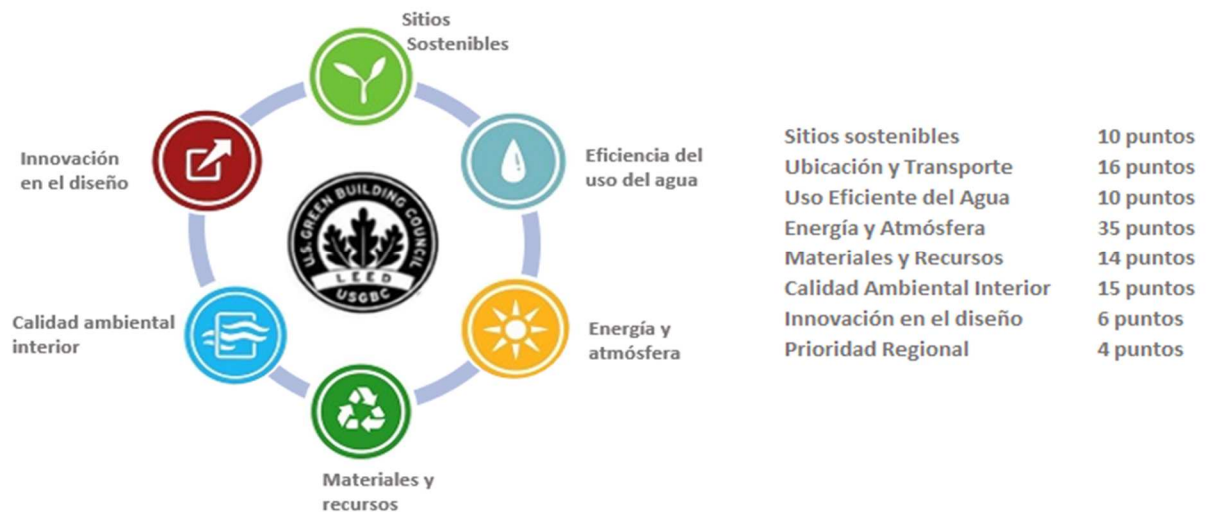 Sitios
Sostenibles
Innovación
en el diseño
Eficiencia del
uso del agua
U.S. GREEN BUILDING COUNCIL
LEED
USGBC
Calidad ambiental
interior
Energía y
atmósfera
Materiales y
recursos
Sitios sostenibles 10 puntos
Ubicación y Transporte 16 puntos
Uso Eficiente del Agua 10 puntos
Energía y Atmósfera 35 puntos
Materiales y Recursos 14 puntos
Calidad Ambiental Interior 15 puntos
Innovación en el diseño 6 puntos
Prioridad Regional 4 puntos